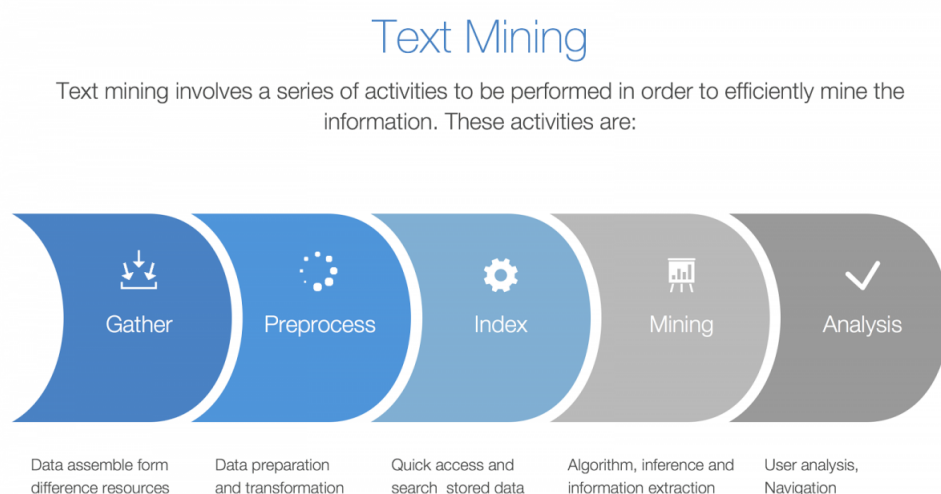 Text Mining
Text mining involves a series of activities to be performed in order to efficiently mine the
information. These activities are:
Gather
Preprocess
Index
Mining
Analysis
Data assemble form
difference resources
Data preparation
and transformation
Quick access and
search stored data
Algorithm, inference and
information extraction
User analysis,
Navigation